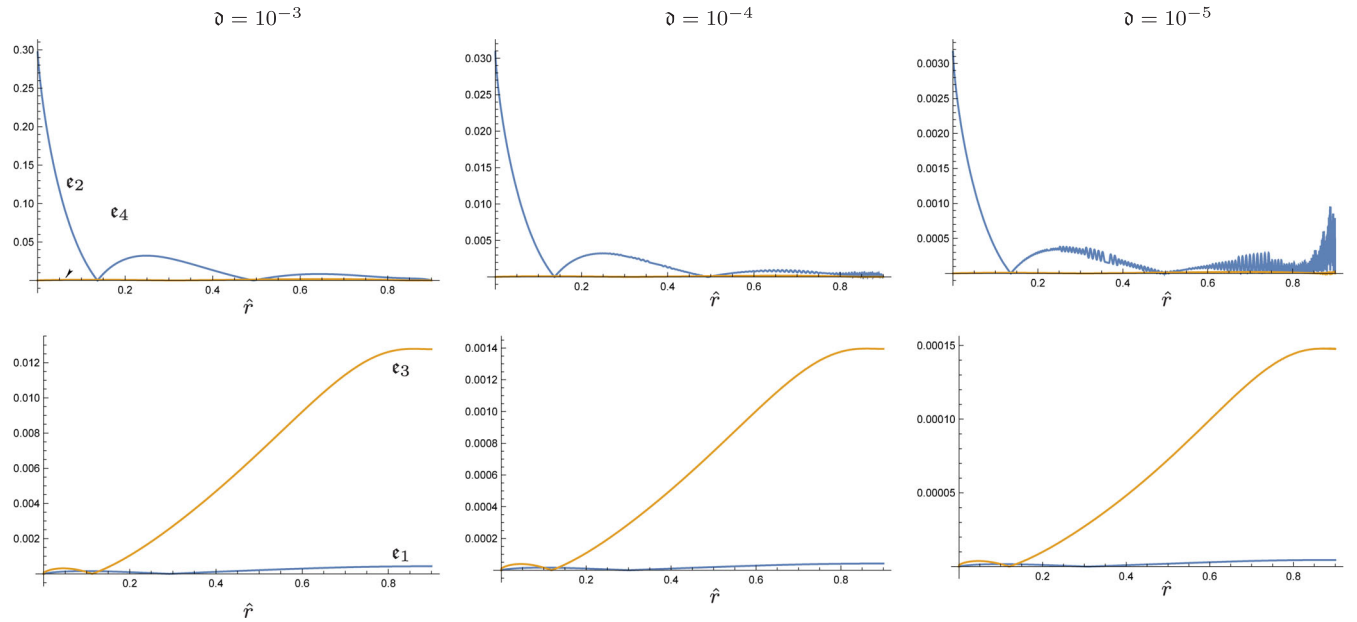 𝔡 = 10⁻³
𝔡 = 10⁻⁴
𝔡 = 10⁻⁵
0.30
0.25
0.20
0.15
0.10
0.05
𝔢₂
𝔢₄
0.2 0.4 0.6 0.8
r̂
0.030
0.025
0.020
0.015
0.010
0.005
0.2 0.4 0.6 0.8
r̂
0.0030
0.0025
0.0020
0.0015
0.0010
0.0005
0.2 0.4 0.6 0.8
r̂
0.012
0.010
0.008
0.006
0.004
0.002
𝔢₃
𝔢₁
0.2 0.4 0.6 0.8
r̂
0.0014
0.0012
0.0010
0.0008
0.0006
0.0004
0.0002
0.2 0.4 0.6 0.8
r̂
0.00015
0.00010
0.00005
0.2 0.4 0.6 0.8
r̂